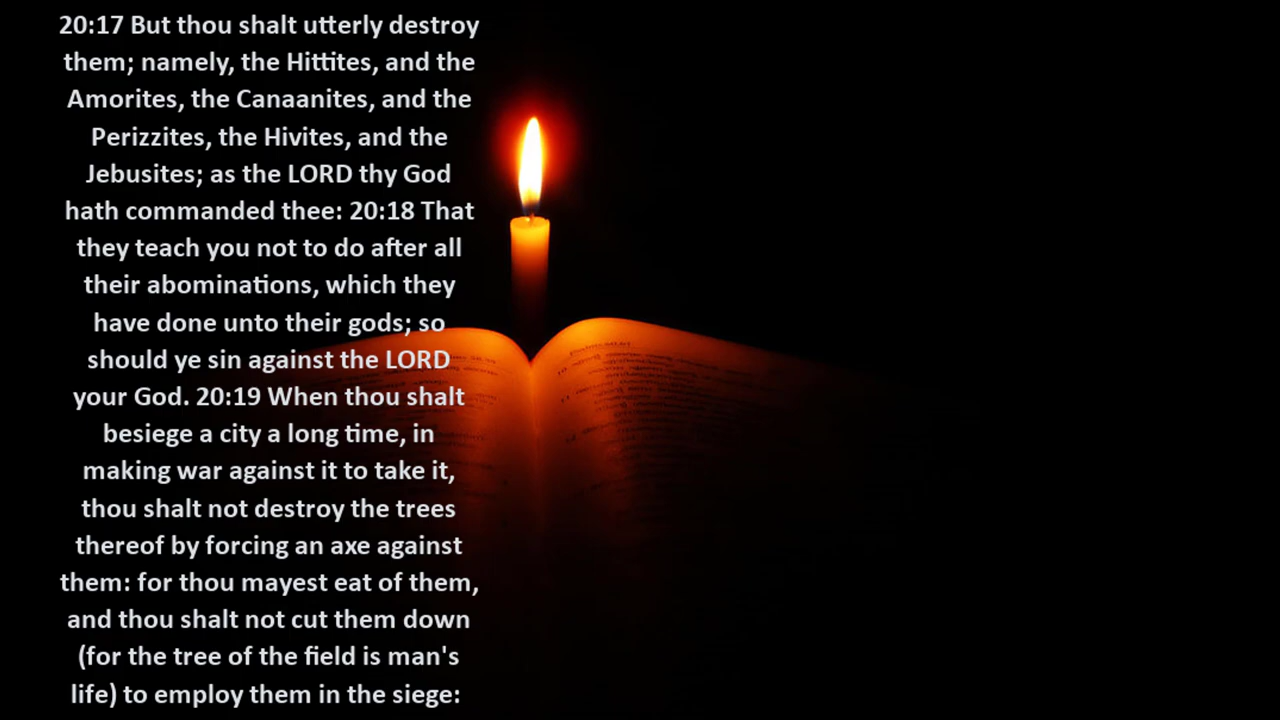 20:17 But thou shalt utterly destroy
them; namely, the Hittites, and the
Amorites, the Canaanites, and the
Perizzites, the Hivites, and the
Jebusites; as the LORD thy God
hath commanded thee: 20:18 That
they teach you not to do after all
their abominations, which they
have done unto their gods; so
should ye sin against the LORD
your God. 20:19 When thou shalt
besiege a city a long time, in
making war against it to take it,
thou shalt not destroy the trees
thereof by forcing an axe against
them: for thou mayest eat of them,
and thou shalt not cut them down
(for the tree of the field is man's
life) to employ them in the siege: